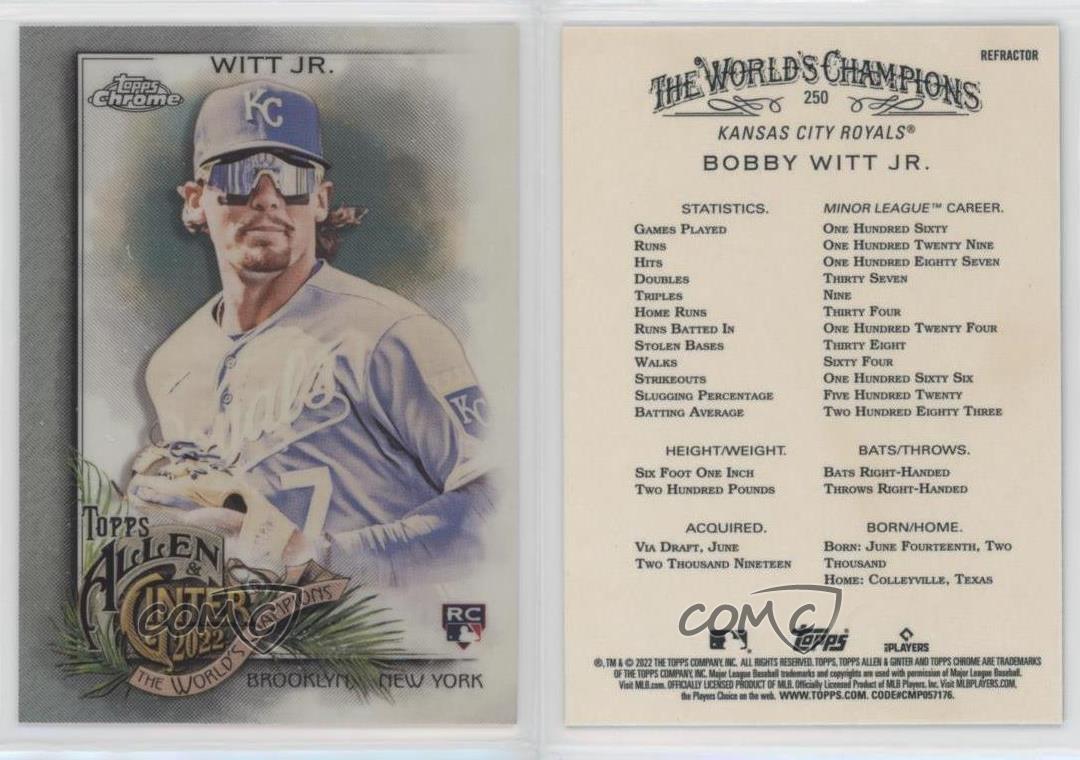 WITT JR.
Topps
Chrome
KC
Royals
KC
7
TOPPS
ALLEN
&
GINTER
2022
THE WORLD'S CHAMPIONS
RC
BROOKLYN, NEW YORK
COMC
REFRACTOR
THE WORLD'S CHAMPIONS
250
KANSAS CITY ROYALS®
BOBBY WITT JR.
STATISTICS. MINOR LEAGUE™ CAREER.
GAMES PLAYED ONE HUNDRED SIXTY
RUNS ONE HUNDRED TWENTY NINE
HITS ONE HUNDRED EIGHTY SEVEN
DOUBLES THIRTY SEVEN
TRIPLES NINE
HOME RUNS THIRTY FOUR
RUNS BATTED IN ONE HUNDRED TWENTY FOUR
STOLEN BASES THIRTY EIGHT
WALKS SIXTY FOUR
STRIKEOUTS ONE HUNDRED SIXTY SIX
SLUGGING PERCENTAGE FIVE HUNDRED TWENTY
BATTING AVERAGE TWO HUNDRED EIGHTY THREE
HEIGHT/WEIGHT. BATS/THROWS.
SIX FOOT ONE INCH BATS RIGHT-HANDED
TWO HUNDRED POUNDS THROWS RIGHT-HANDED
ACQUIRED. BORN/HOME.
VIA DRAFT, JUNE BORN: JUNE FOURTEENTH, TWO
TWO THOUSAND NINETEEN THOUSAND
HOME: COLLEYVILLE, TEXAS
COMC
Topps
PLAYERS
®, TM & © 2022 THE TOPPS COMPANY, INC. ALL RIGHTS RESERVED. TOPPS, TOPPS ALLEN & GINTER AND TOPPS CHROME ARE TRADEMARKS
OF THE TOPPS COMPANY, INC. Major League Baseball trademarks and copyrights are used with permission of Major League Baseball.
Visit MLB.com. OFFICIALLY LICENSED PRODUCT OF MLB. Officially Licensed Product of MLB Players, Inc. Visit MLBPLAYERS.COM,
the Players Choice on the web. WWW.TOPPS.COM. CODE#CMP057176.